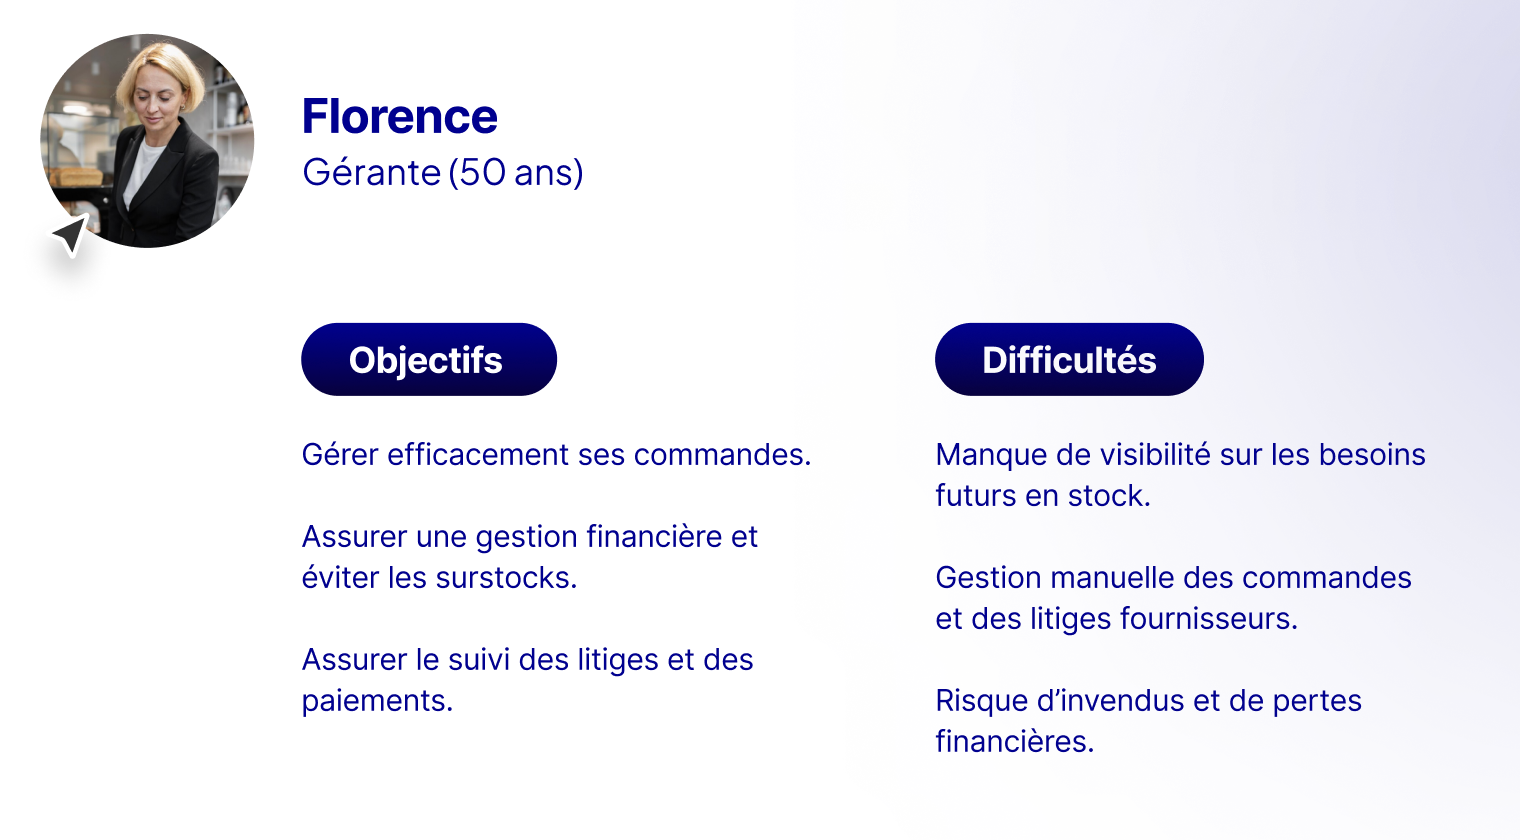 Florence
Gérante (50 ans)
Objectifs
Gérer efficacement ses commandes.
Assurer une gestion financière et
éviter les surstocks.
Assurer le suivi des litiges et des
paiements.
Difficultés
Manque de visibilité sur les besoins
futurs en stock.
Gestion manuelle des commandes
et des litiges fournisseurs.
Risque d’invendus et de pertes
financières.